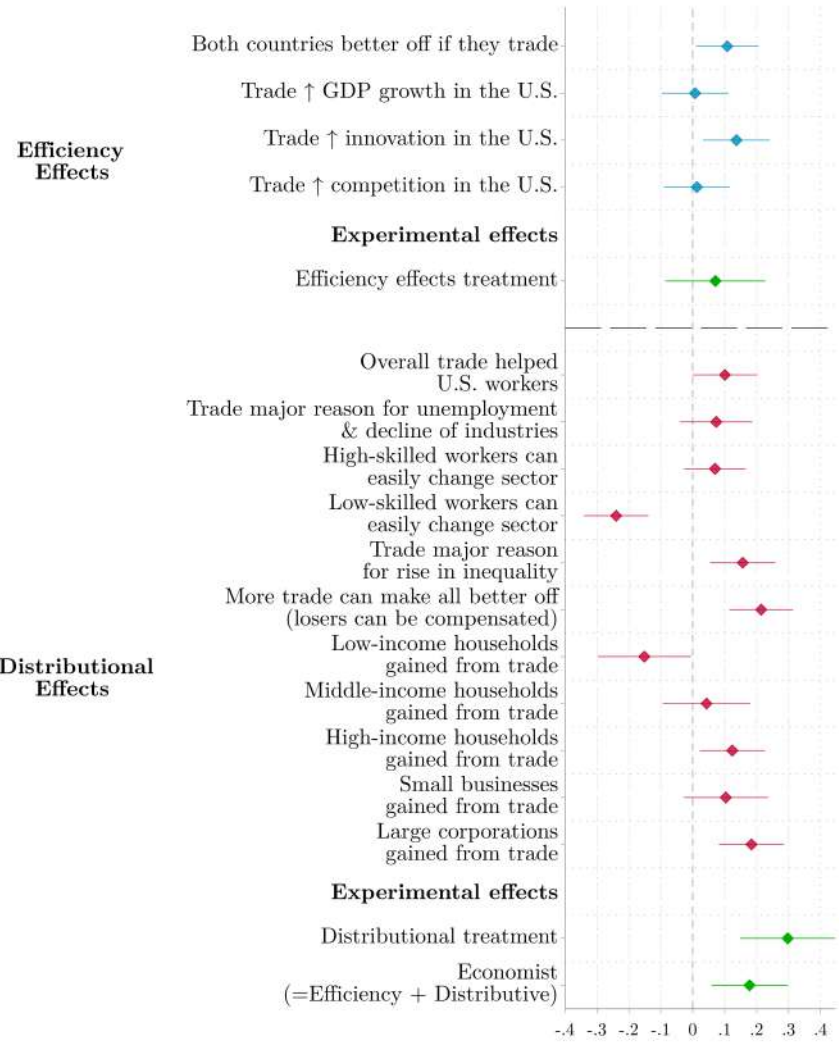 Both countries better off if they trade
Trade ↑ GDP growth in the U.S.
Trade ↑ innovation in the U.S.
Efficiency
Effects
Trade ↑ competition in the U.S.
Experimental effects
Efficiency effects treatment
Overall trade helped
U.S. workers
Trade major reason for unemployment
& decline of industries
High-skilled workers can
easily change sector
Low-skilled workers can
easily change sector
Trade major reason
for rise in inequality
More trade can make all better off
(losers can be compensated)
Low-income households
gained from trade
Distributional
Effects
Middle-income households
gained from trade
High-income households
gained from trade
Small businesses
gained from trade
Large corporations
gained from trade
Experimental effects
Distributional treatment
Economist
(=Efficiency + Distributive)
-.4 -.3 -.2 -.1 0 .1 .2 .3 .4